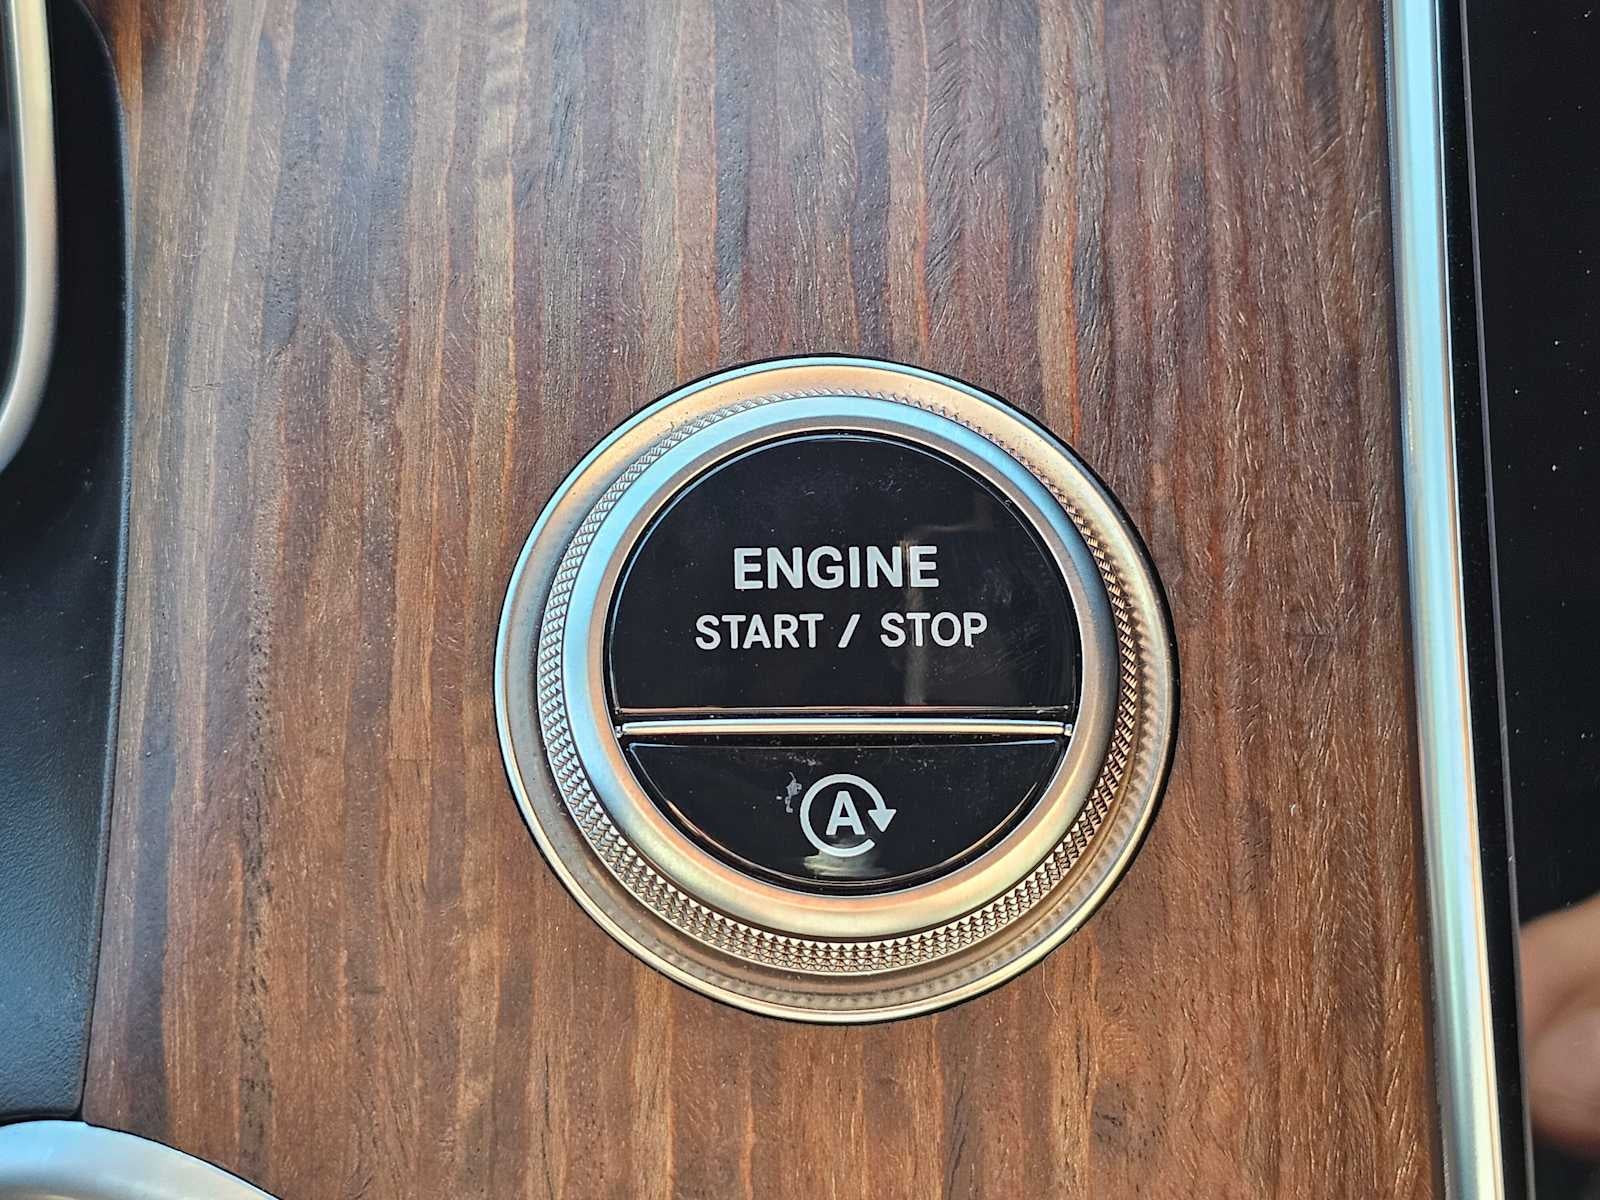 ENGINE
START / STOP
A